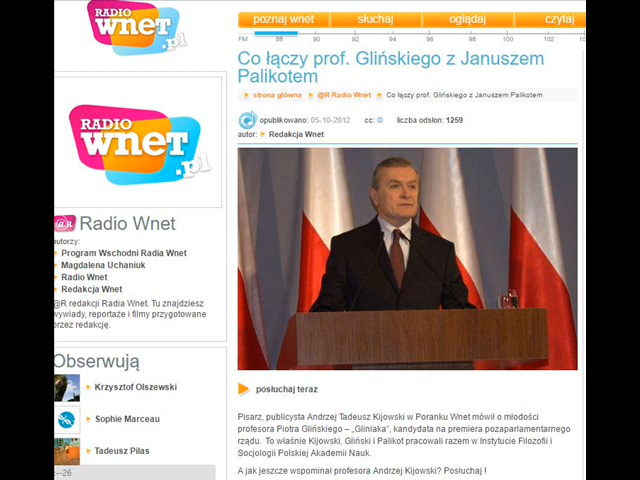 RADIO
wnet
.pl
poznaj wnet
słuchaj
oglądaj
czytaj
FM 88 90 92 94 96 98 100 102
Co łączy prof. Glińskiego z Januszem
Palikotem
strona główna @R Radio Wnet Co łączy prof. Glińskiego z Januszem Palikotem
opublikowano: 05-10-2012 cc: © liczba odsłon: 1259
autor: Redakcja Wnet
RADIO
wnet
.pl
@R Radio Wnet
autorzy:
Program Wschodni Radia Wnet
Magdalena Uchaniuk
Radio Wnet
Redakcja Wnet
@R redakcji Radia Wnet. Tu znajdziesz
wywiady, reportaże i filmy przygotowane
przez redakcję.
Obserwują
Krzysztof Olszewski
Sophie Marceau
Tadeusz Pilas
--26
posłuchaj teraz
Pisarz, publicysta Andrzej Tadeusz Kijowski w Poranku Wnet mówił o młodości
profesora Piotra Glińskiego – „Gliniaka”, kandydata na premiera pozaparlamentarnego
rządu. To właśnie Kijowski, Gliński i Palikot pracowali razem w Instytucie Filozofii i
Socjologii Polskiej Akademii Nauk.
A jak jeszcze wspominał profesora Andrzej Kijowski? Posłuchaj !